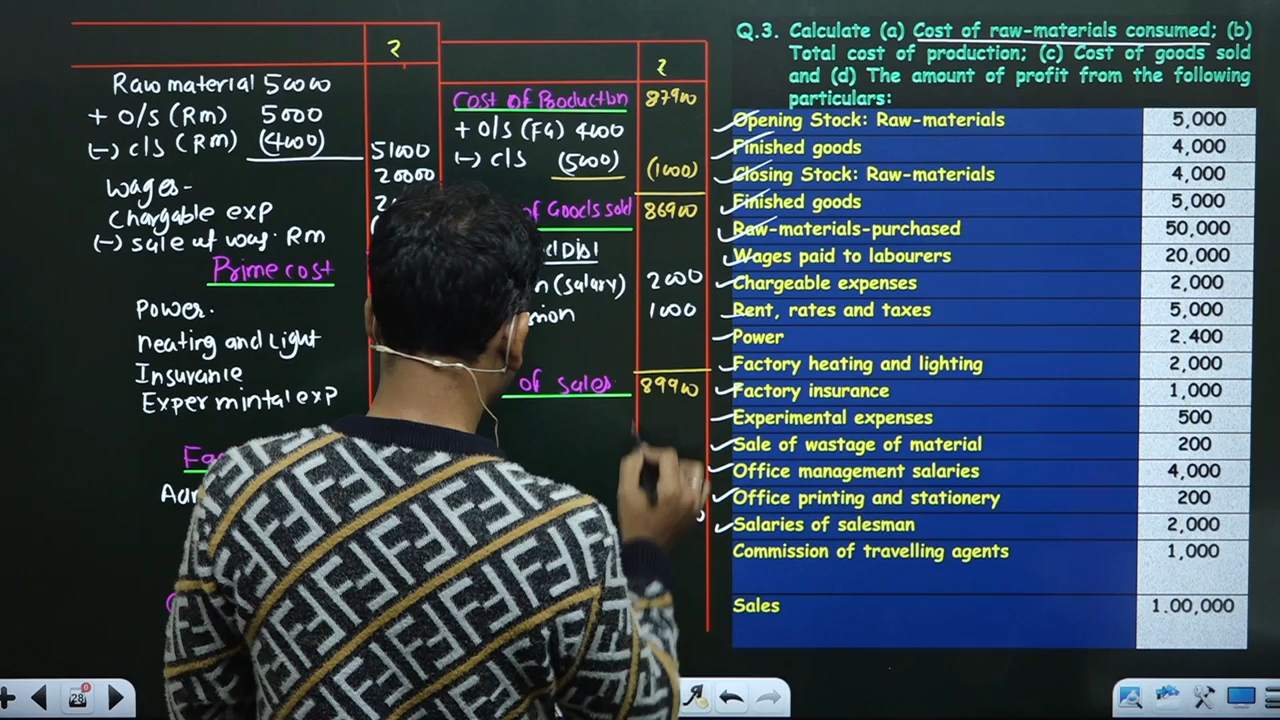 ₹
Raw material 50000
+ O/S (Rm) 5000
(-) C/S (Rm) (4000)
51000
Wages-
20000
Chargable exp
(-) Sale of was. Rm
Prime cost
Power.
Heating and Light
Insurance
Expermintal exp
₹
Cost of Production 87900
+ O/S (FG) 4000
(-) C/S (5000) (1000)
of Goods sold 86900
(salary) 2000
1000
of sales 89900
Q.3. Calculate (a) Cost of raw-materials consumed; (b)
Total cost of production; (c) Cost of goods sold
and (d) The amount of profit from the following
particulars:
Opening Stock: Raw-materials 5,000
Finished goods 4,000
Closing Stock: Raw-materials 4,000
Finished goods 5,000
Raw-materials-purchased 50,000
Wages paid to labourers 20,000
Chargeable expenses 2,000
Rent, rates and taxes 5,000
Power 2.400
Factory heating and lighting 2,000
Factory insurance 1,000
Experimental expenses 500
Sale of wastage of material 200
Office management salaries 4,000
Office printing and stationery 200
Salaries of salesman 2,000
Commission of travelling agents 1,000
Sales 1.00,000
28